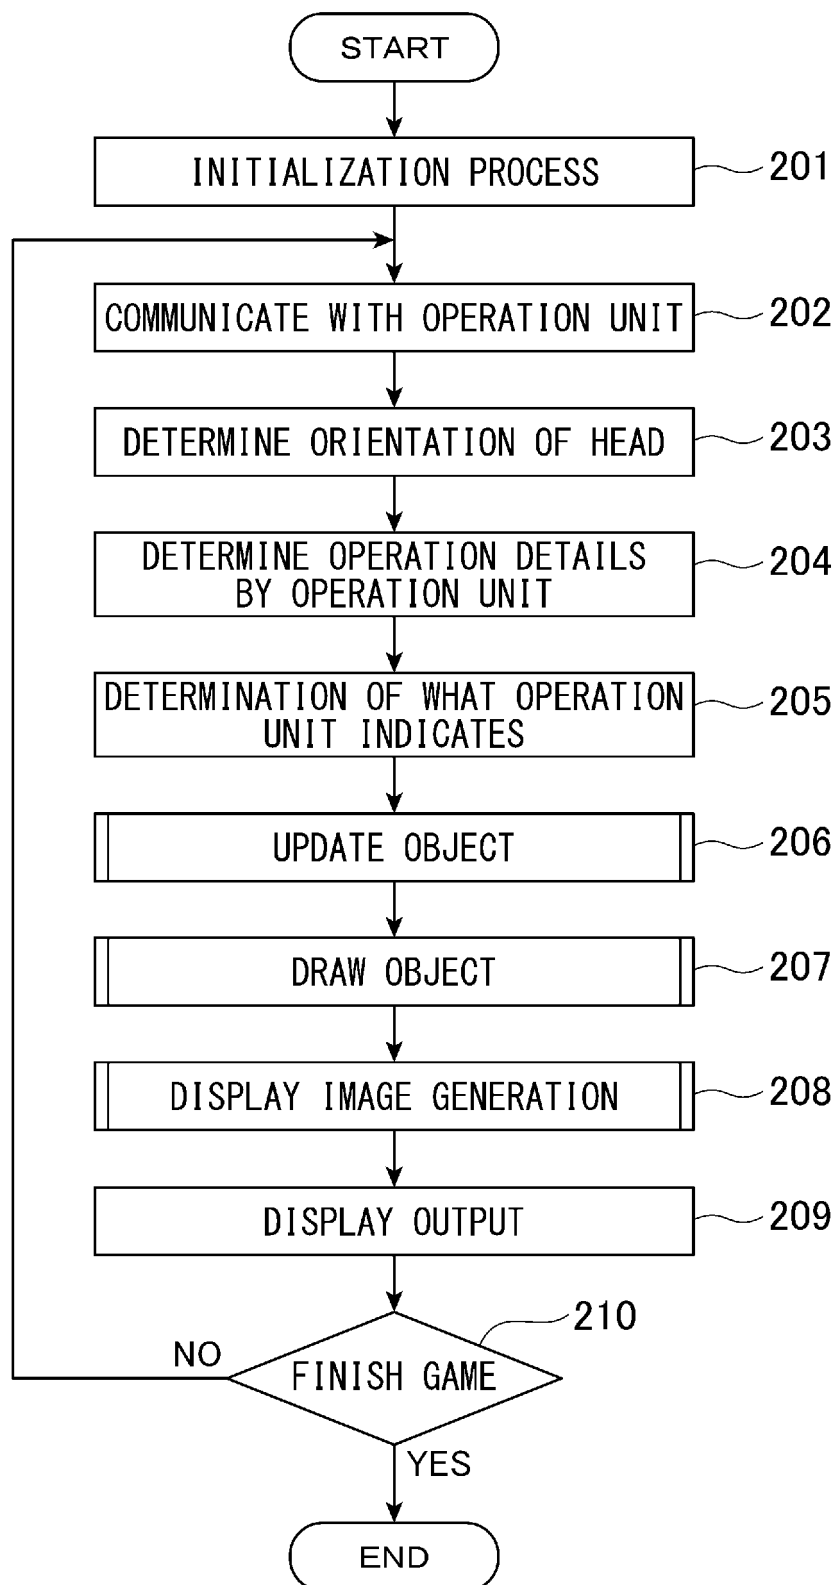 START
INITIALIZATION PROCESS
201
COMMUNICATE WITH OPERATION UNIT
202
DETERMINE ORIENTATION OF HEAD
203
DETERMINE OPERATION DETAILS
BY OPERATION UNIT
204
DETERMINATION OF WHAT OPERATION
UNIT INDICATES
205
UPDATE OBJECT
206
DRAW OBJECT
207
DISPLAY IMAGE GENERATION
208
DISPLAY OUTPUT
209
210
NO
FINISH GAME
YES
END